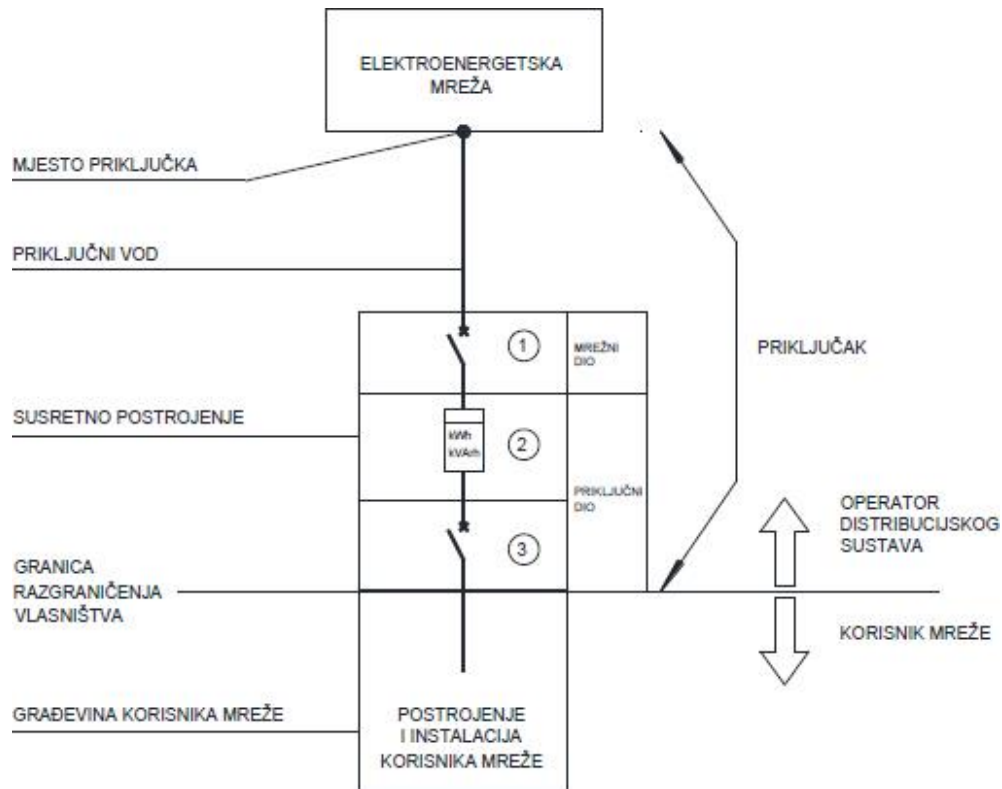 ELEKTROENERGETSKA
MREŽA
MJESTO PRIKLJUČKA
PRIKLJUČNI VOD
1
MREŽNI
DIO
PRIKLJUČAK
SUSRETNO POSTROJENJE
kWh
kVArh
2
PRIKLJUČNI
DIO
3
OPERATOR
DISTRIBUCIJSKOG
SUSTAVA
GRANICA
RAZGRANIČENJA
VLASNIŠTVA
KORISNIK MREŽE
GRAĐEVINA KORISNIKA MREŽE
POSTROJENJE
I INSTALACIJA
KORISNIKA MREŽE